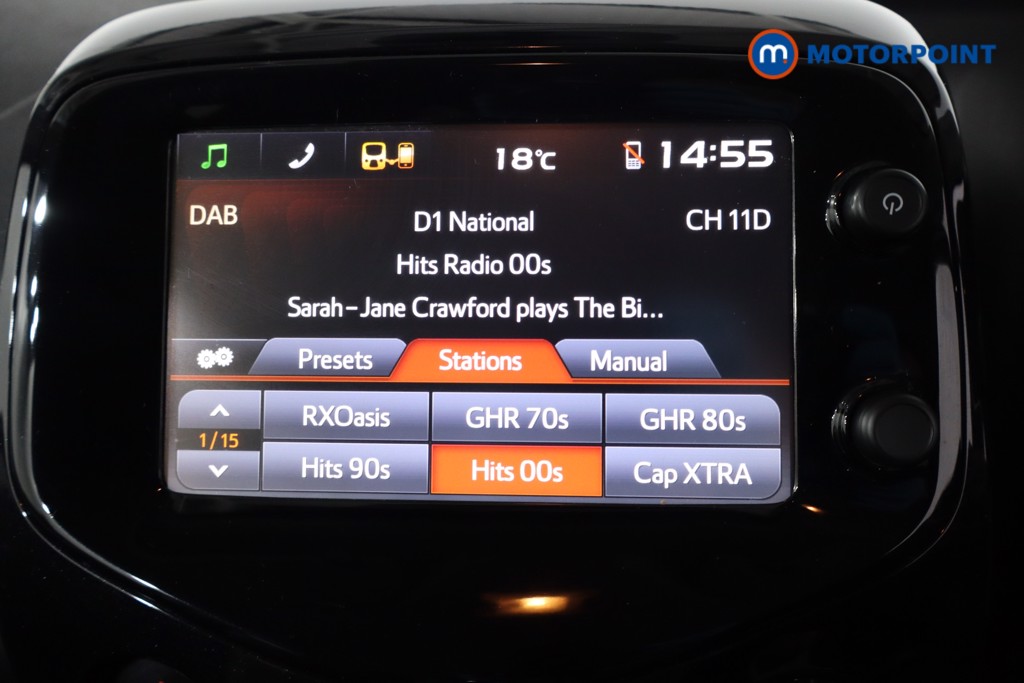 m MOTORPOINT
18°C 14:55
DAB D1 National CH 11D
Hits Radio 00s
Sarah-Jane Crawford plays The Bi...
Presets Stations Manual
RXOasis GHR 70s GHR 80s
1/15
Hits 90s Hits 00s Cap XTRA